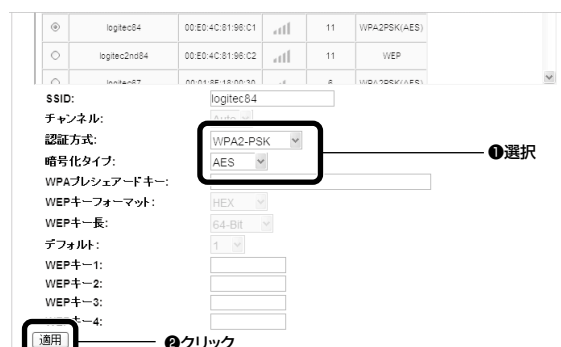 logitec84 00:E0:4C:81:96:C1 11 WPA2PSK(AES)
logitec2nd84 00:E0:4C:81:96:C2 11 WEP
SSID: logitec84
チャンネル: Auto
認証方式: WPA2-PSK
暗号化タイプ: AES
❶選択
WPAプレシェアードキー:
WEPキーフォーマット: HEX
WEPキー長: 64-Bit
デフォルト: 1
WEPキー1:
WEPキー2:
WEPキー3:
キー4:
適用
❷クリック